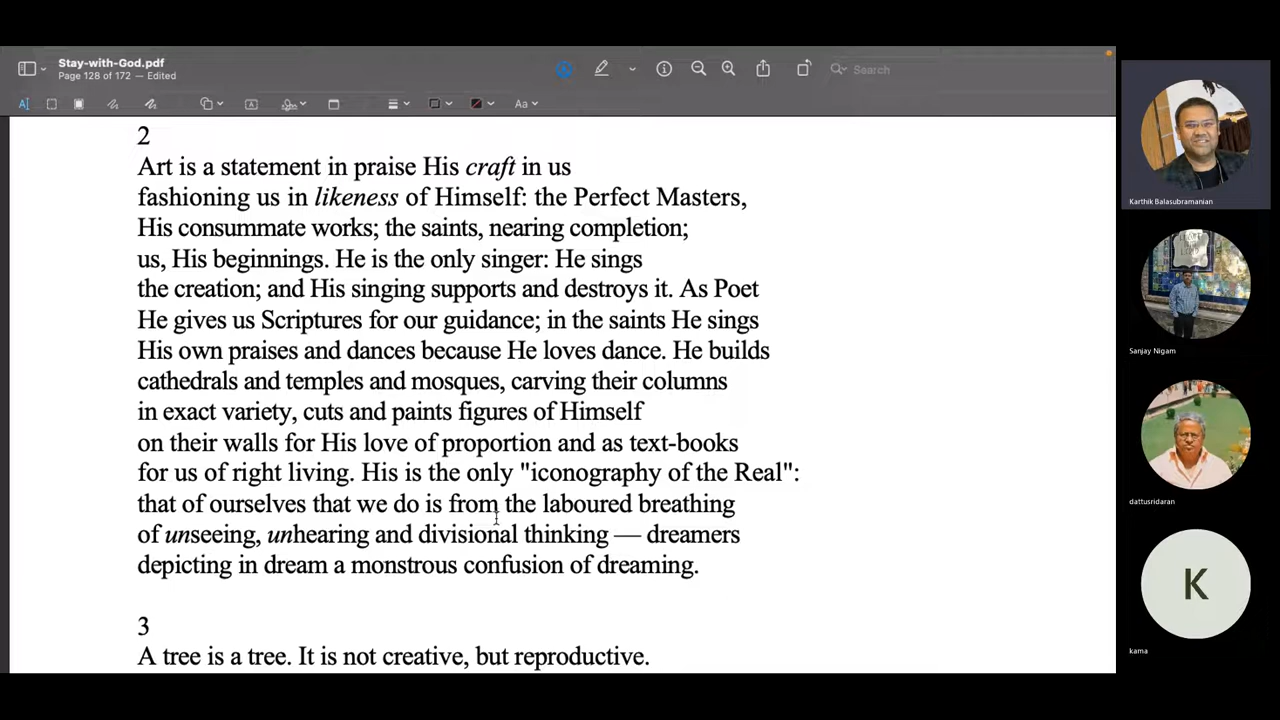 Stay-with-God.pdf
Page 128 of 172 — Edited
Search
Aa
2
Art is a statement in praise His craft in us
fashioning us in likeness of Himself: the Perfect Masters,
His consummate works; the saints, nearing completion;
us, His beginnings. He is the only singer: He sings
the creation; and His singing supports and destroys it. As Poet
He gives us Scriptures for our guidance; in the saints He sings
His own praises and dances because He loves dance. He builds
cathedrals and temples and mosques, carving their columns
in exact variety, cuts and paints figures of Himself
on their walls for His love of proportion and as text-books
for us of right living. His is the only "iconography of the Real":
that of ourselves that we do is from the laboured breathing
of unseeing, unhearing and divisional thinking — dreamers
depicting in dream a monstrous confusion of dreaming.
3
A tree is a tree. It is not creative, but reproductive.
Karthik Balasubramanian
Sanjay Nigam
dattusridaran
K
kama